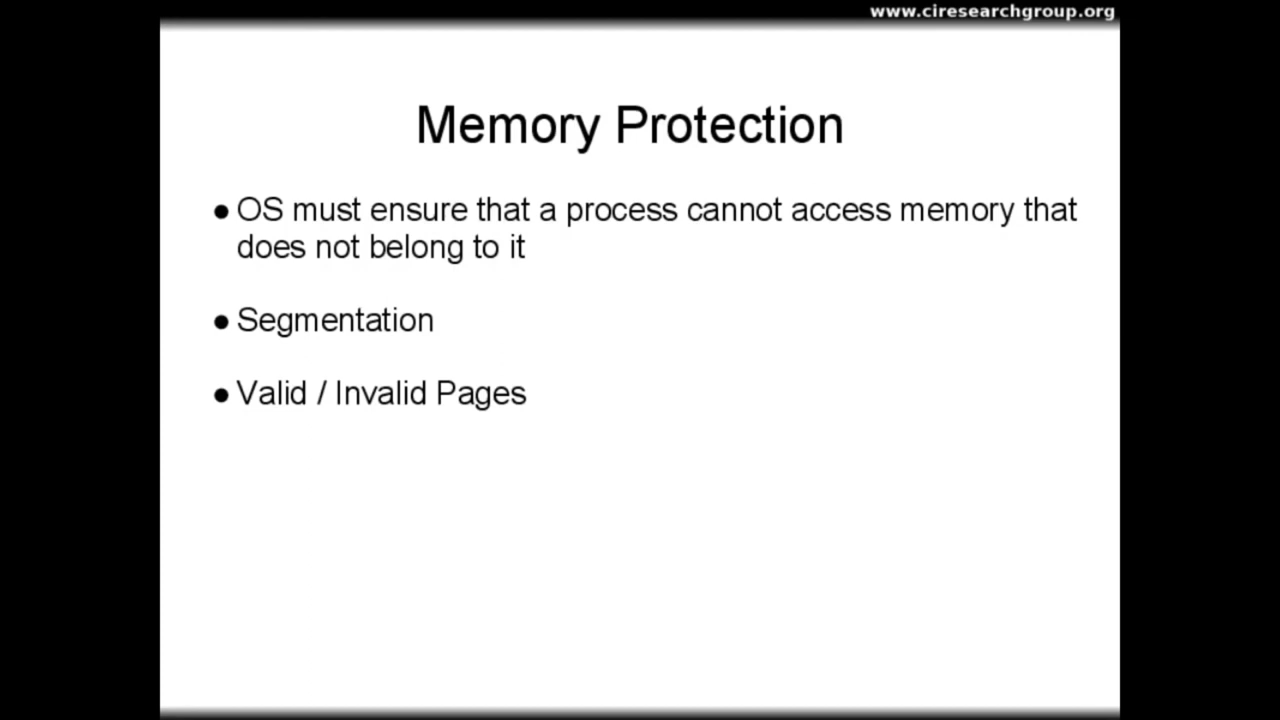 www.ciresearchgroup.org
Memory Protection
● OS must ensure that a process cannot access memory that
does not belong to it
● Segmentation
● Valid / Invalid Pages